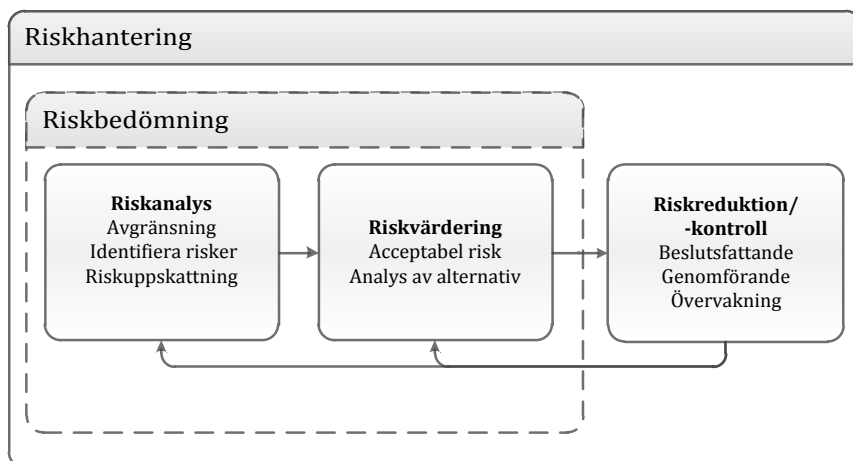 Riskhantering
Riskbedömning
Riskanalys
Avgränsning
Identifiera risker
Riskuppskattning
Riskvärdering
Acceptabel risk
Analys av alternativ
Riskreduktion/
-kontroll
Beslutsfattande
Genomförande
Övervakning